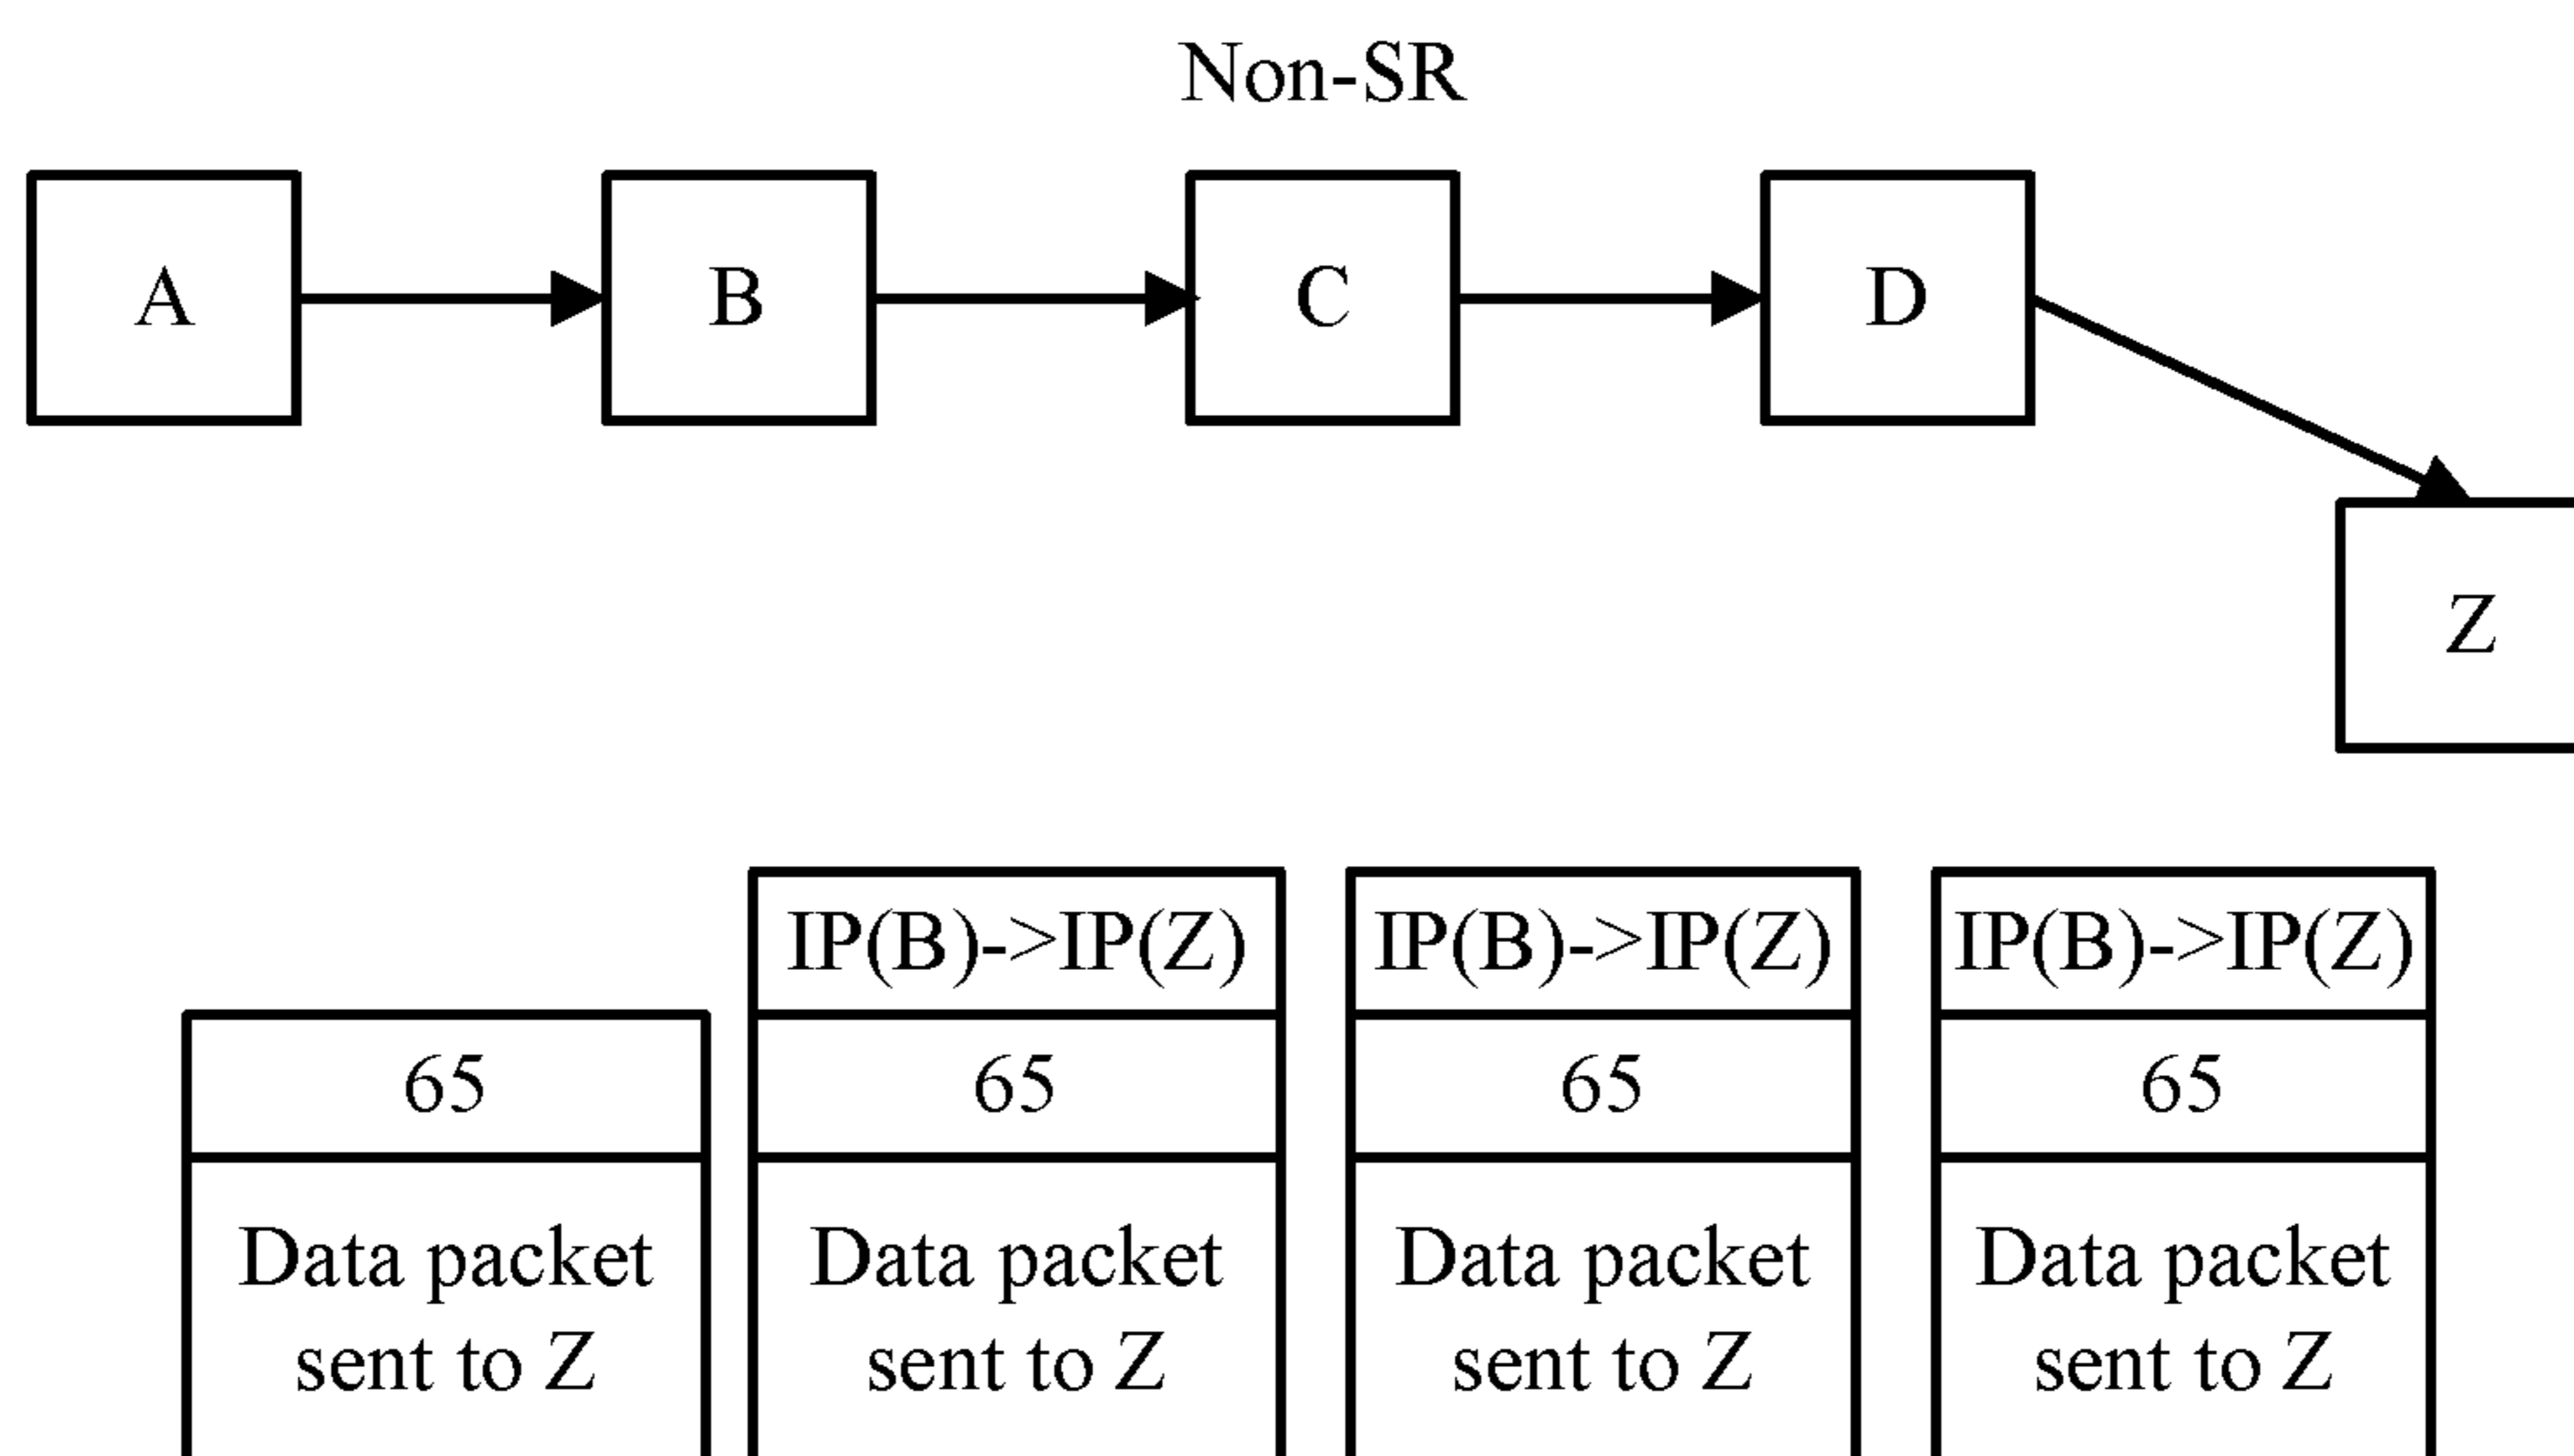 Non-SR
A
B
C
D
Z
IP(B)->IP(Z)
IP(B)->IP(Z)
IP(B)->IP(Z)
65
65
65
65
Data packet
sent to Z
Data packet
sent to Z
Data packet
sent to Z
Data packet
sent to Z